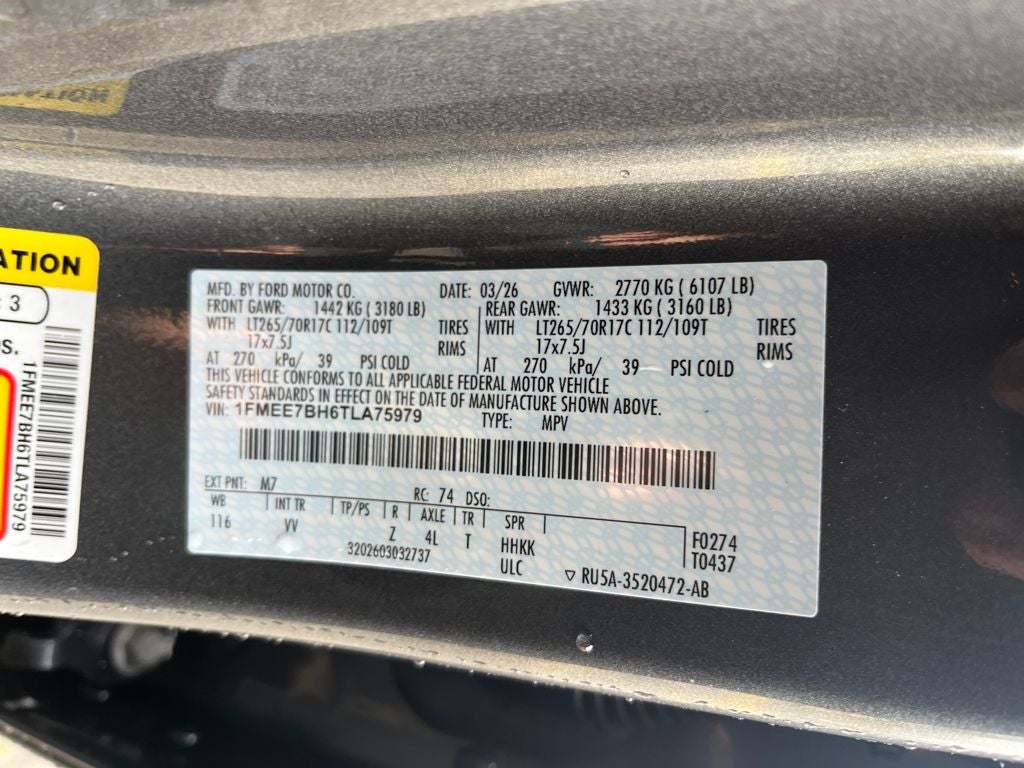 ATION
3
S.
1FMEE7BH6TLA75979
MFD. BY FORD MOTOR CO. DATE: 03/26 GVWR: 2770 KG ( 6107 LB)
FRONT GAWR: 1442 KG ( 3180 LB) REAR GAWR: 1433 KG ( 3160 LB)
WITH LT265/70R17C 112/109T TIRES WITH LT265/70R17C 112/109T TIRES
17x7.5J RIMS 17x7.5J RIMS
AT 270 kPa/ 39 PSI COLD AT 270 kPa/ 39 PSI COLD
THIS VEHICLE CONFORMS TO ALL APPLICABLE FEDERAL MOTOR VEHICLE
SAFETY STANDARDS IN EFFECT ON THE DATE OF MANUFACTURE SHOWN ABOVE.
VIN: 1FMEE7BH6TLA75979 TYPE: MPV
EXT PNT: M7 RC: 74 DSO:
WB INT TR TP/PS R AXLE TR SPR
116 VV Z 4L T HHKK F0274
3202603032737 ULC T0437
▽ RU5A-3520472-AB